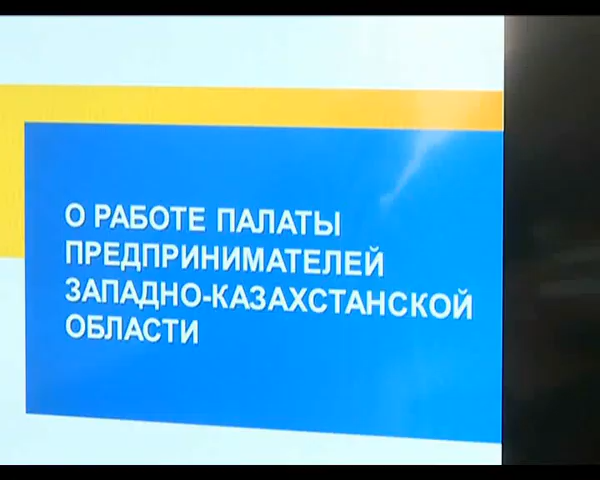 О РАБОТЕ ПАЛАТЫ
ПРЕДПРИНИМАТЕЛЕЙ
ЗАПАДНО-КАЗАХСТАНСКОЙ
ОБЛАСТИ